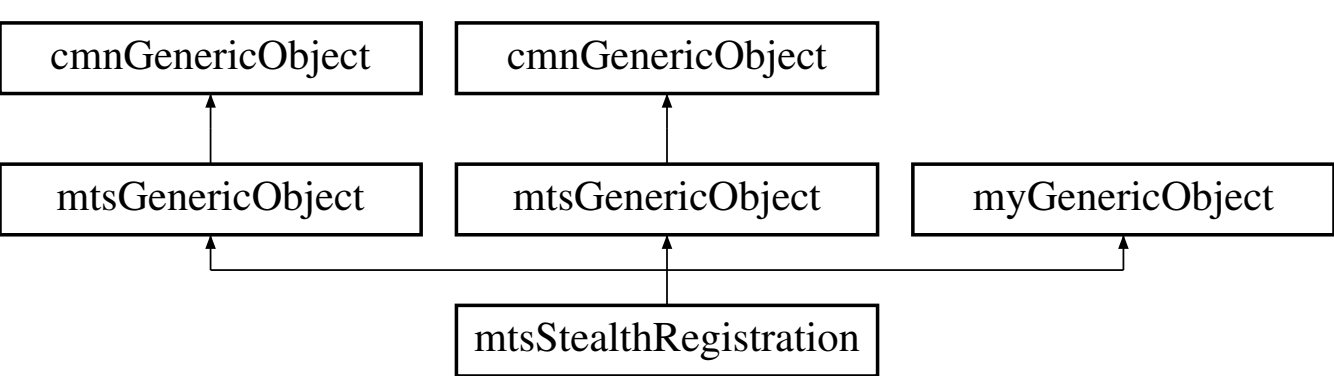 cmnGenericObject
cmnGenericObject
mtsGenericObject
mtsGenericObject
myGenericObject
mtsStealthRegistration